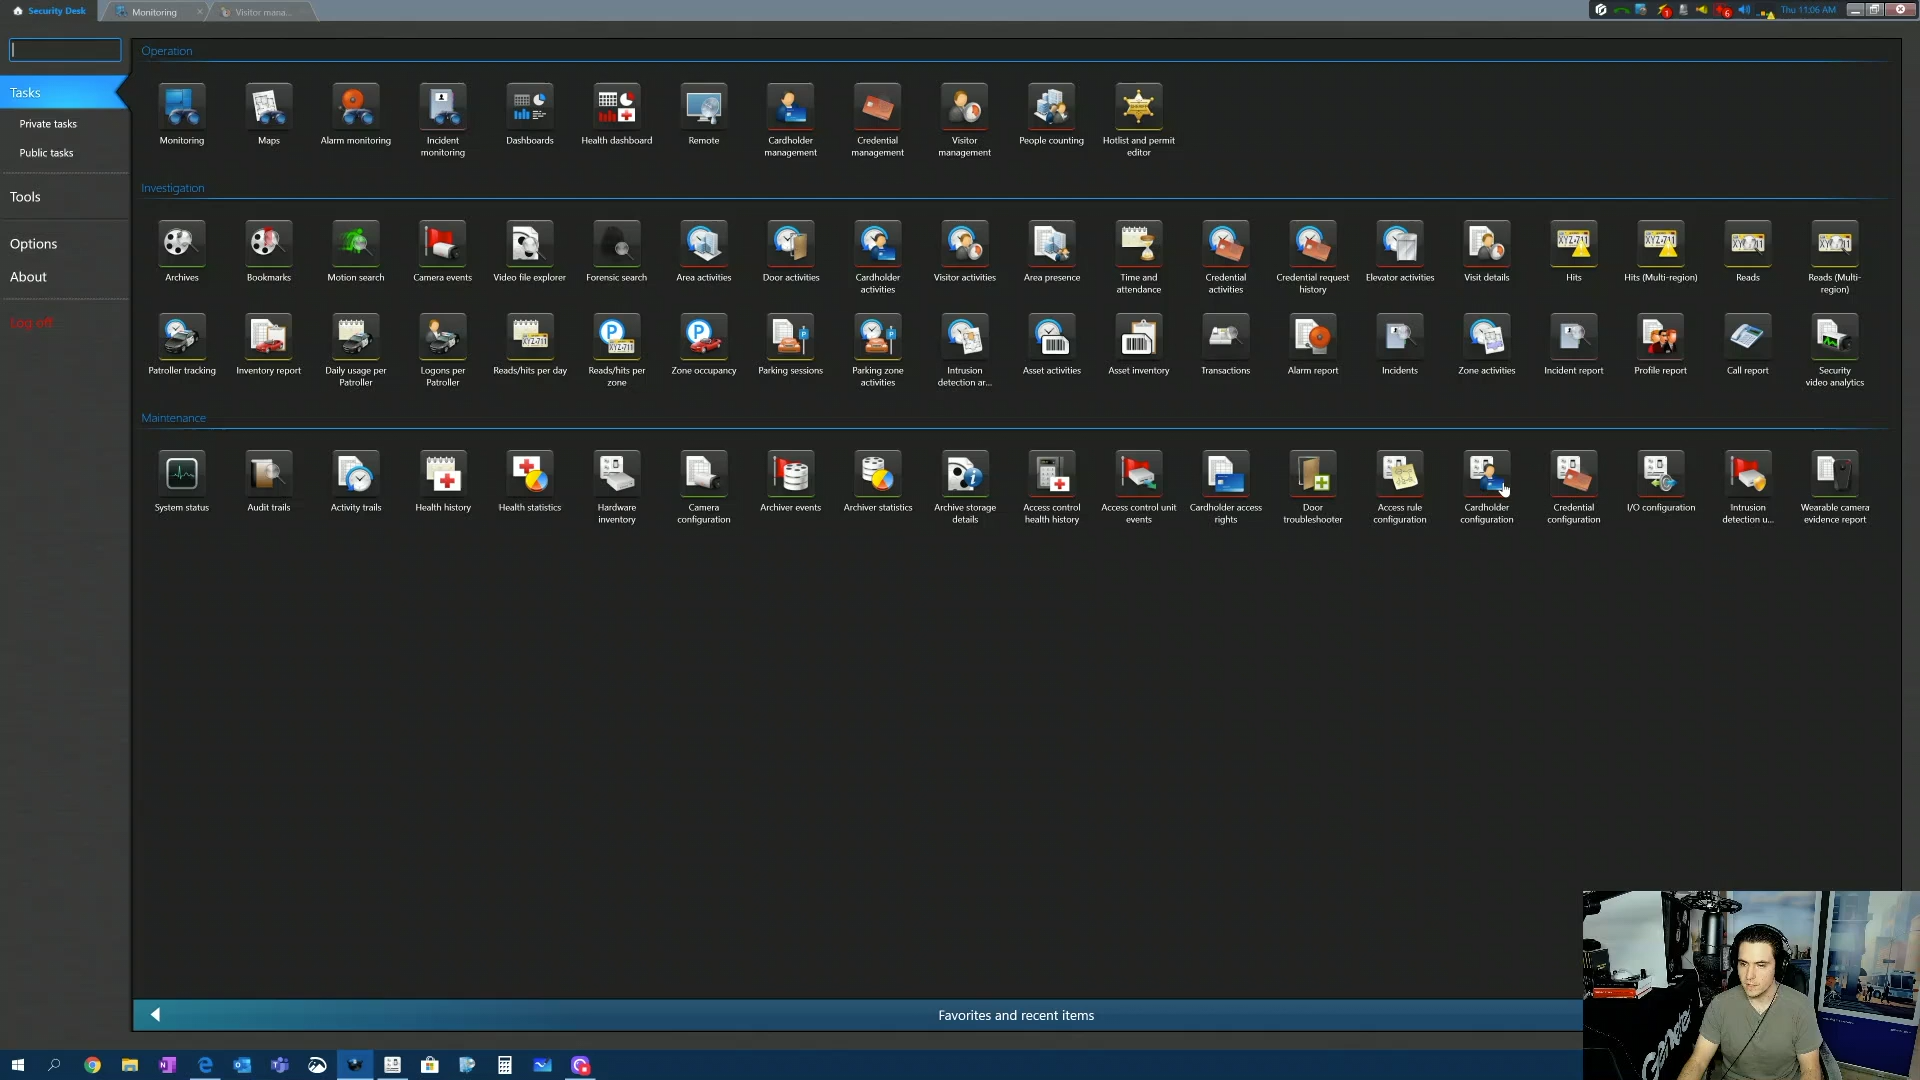 Security Desk
Monitoring
Visitor mana...
1
6
Thu 11:06 AM
Tasks
Private tasks
Public tasks
Tools
Options
About
Log off
Operation
Monitoring
Maps
Alarm monitoring
Incident
monitoring
Dashboards
Health dashboard
Remote
Cardholder
management
Credential
management
Visitor
management
People counting
Hotlist and permit
editor
Investigation
Archives
Bookmarks
Motion search
Camera events
Video file explorer
Forensic search
Area activities
Door activities
Cardholder
activities
Visitor activities
Area presence
Time and
attendance
Credential
activities
Credential request
history
Elevator activities
Visit details
Hits
Hits (Multi-region)
Reads
Reads (Multi-
region)
Patroller tracking
Inventory report
Daily usage per
Patroller
Logons per
Patroller
Reads/hits per day
Reads/hits per
zone
Zone occupancy
Parking sessions
Parking zone
activities
Intrusion
detection ar...
Asset activities
Asset inventory
Transactions
Alarm report
Incidents
Zone activities
Incident report
Profile report
Call report
Security
video analytics
Maintenance
System status
Audit trails
Activity trails
Health history
Health statistics
Hardware
inventory
Camera
configuration
Archiver events
Archiver statistics
Archive storage
details
Access control
health history
Access control unit
events
Cardholder access
rights
Door
troubleshooter
Access rule
configuration
Cardholder
configuration
Credential
configuration
I/O configuration
Intrusion
detection u...
Wearable camera
evidence report
Favorites and recent items